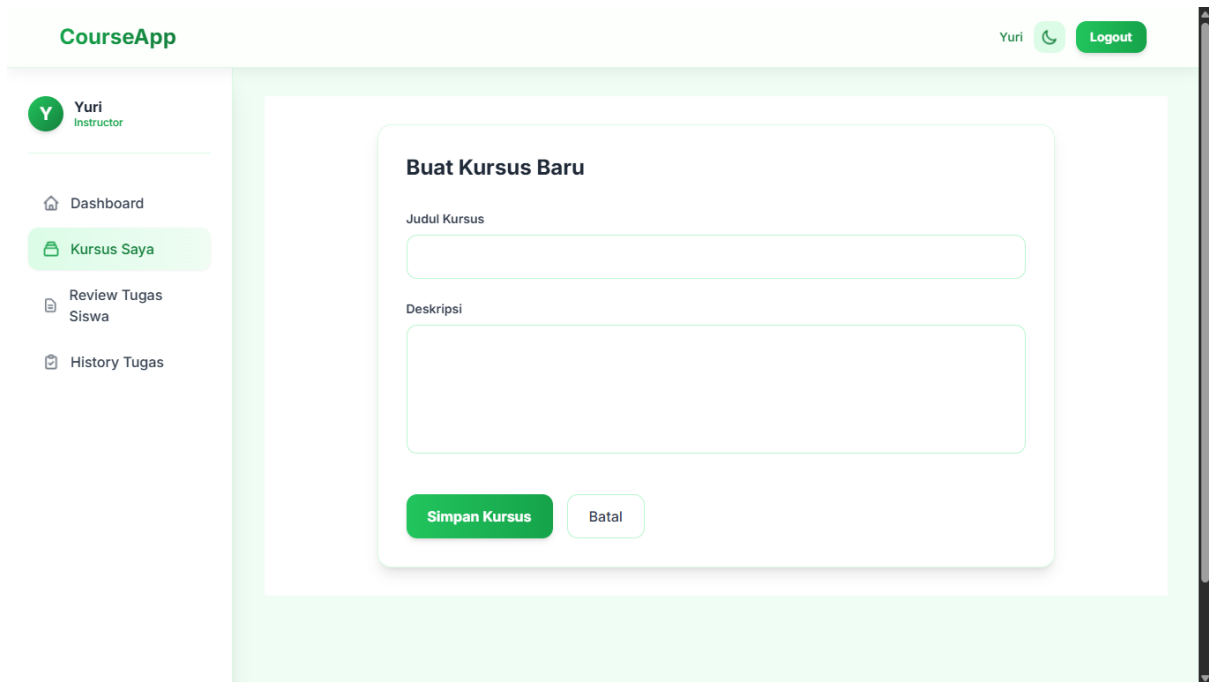 CourseApp
Yuri
Logout
Y
Yuri
Instructor
Dashboard
Kursus Saya
Review Tugas
Siswa
History Tugas
Buat Kursus Baru
Judul Kursus
Deskripsi
Simpan Kursus
Batal